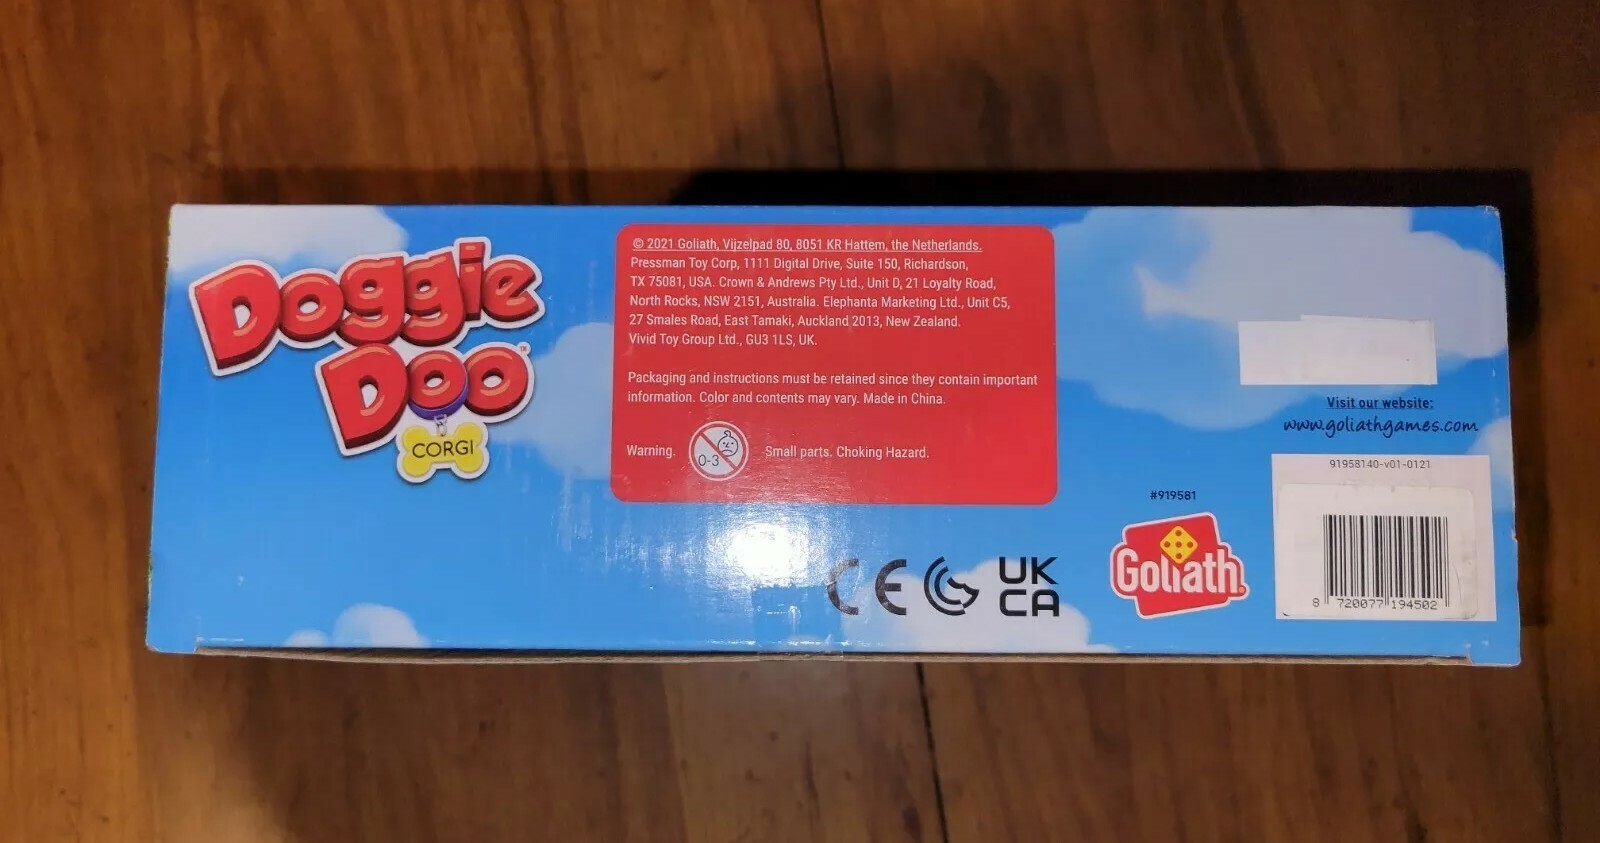 Doggie
Doo™
CORGI
© 2021 Goliath, Vijzelpad 80, 8051 KR Hattem, the Netherlands.
Pressman Toy Corp, 1111 Digital Drive, Suite 150, Richardson,
TX 75081, USA. Crown & Andrews Pty Ltd., Unit D, 21 Loyalty Road,
North Rocks, NSW 2151, Australia. Elephanta Marketing Ltd., Unit C5,
27 Smales Road, East Tamaki, Auckland 2013, New Zealand.
Vivid Toy Group Ltd., GU3 1LS, UK.
Packaging and instructions must be retained since they contain important
information. Color and contents may vary. Made in China.
Warning. 0-3 Small parts. Choking Hazard.
CE UK
CA
#919581
Goliath®
Visit our website:
www.goliathgames.com
91958140-v01-0121
8 720077 194502